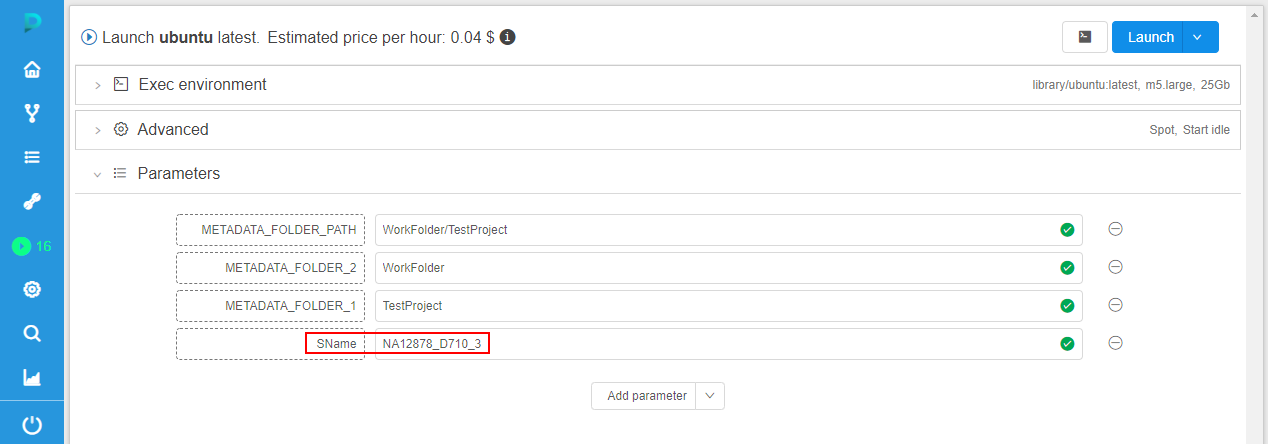 Launch ubuntu latest. Estimated price per hour: 0.04 $
Launch
Exec environment
library/ubuntu:latest, m5.large, 25Gb
Advanced
Spot, Start idle
Parameters
METADATA_FOLDER_PATH WorkFolder/TestProject
METADATA_FOLDER_2 WorkFolder
16
METADATA_FOLDER_1 TestProject
SName NA12878_D710_3
Add parameter